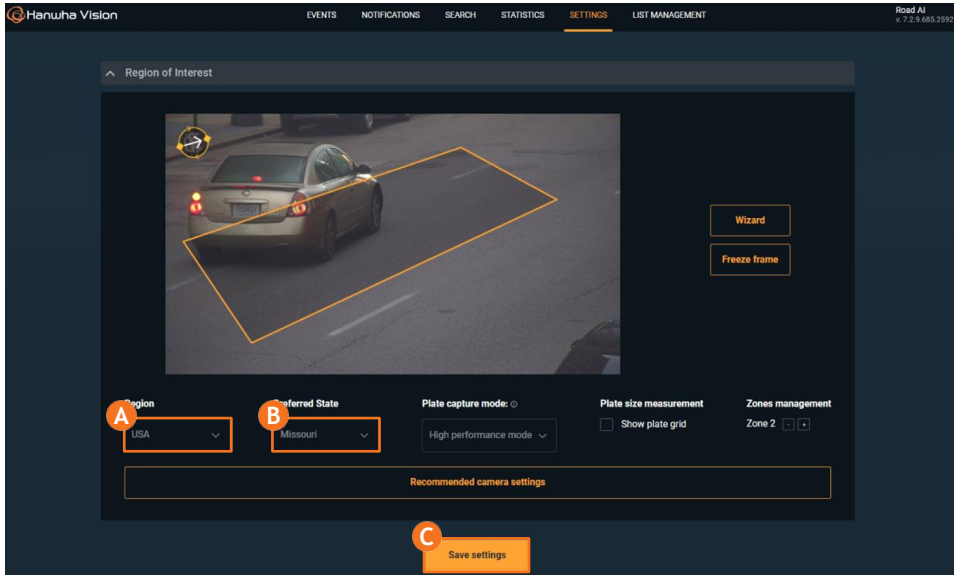 Hanwha Vision
EVENTS NOTIFICATIONS SEARCH STATISTICS SETTINGS LIST MANAGEMENT
Road AI
v. 7.2.9.685.2592
Region of Interest
Wizard
Freeze frame
Region Preferred State Plate capture mode: Plate size measurement Zones management
A USA B Missouri High performance mode Show plate grid Zone 2 - +
Recommended camera settings
C
Save settings